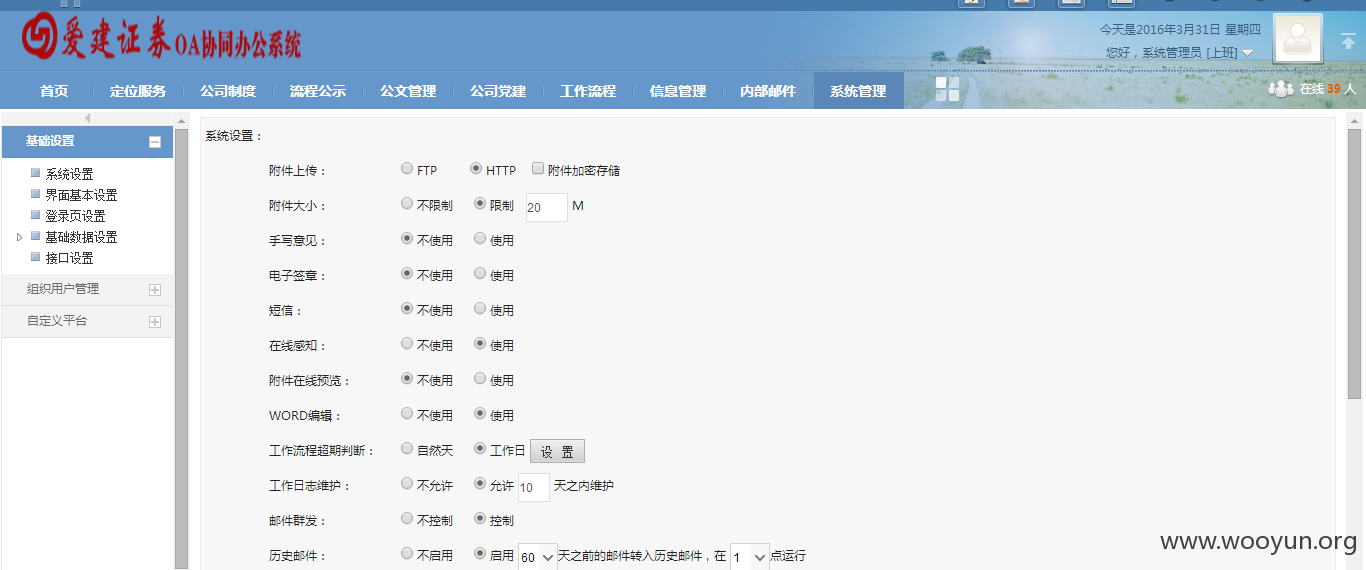 爱建证券OA协同办公系统
今天是2016年3月31日 星期四
您好，系统管理员 [上班]
首页 定位服务 公司制度 流程公示 公文管理 公司党建 工作流程 信息管理 内部邮件 系统管理
在线 39 人
基础设置
系统设置
界面基本设置
登录页设置
基础数据设置
接口设置
组织用户管理
自定义平台
系统设置：
附件上传： FTP HTTP 附件加密存储
附件大小： 不限制 限制 20 M
手写意见： 不使用 使用
电子签章： 不使用 使用
短信： 不使用 使用
在线感知： 不使用 使用
附件在线预览： 不使用 使用
WORD编辑： 不使用 使用
工作流程超期判断： 自然天 工作日 设 置
工作日志维护： 不允许 允许 10 天之内维护
邮件群发： 不控制 控制
历史邮件： 不启用 启用 60 天之前的邮件转入历史邮件，在 1 点运行
www.wooyun.org